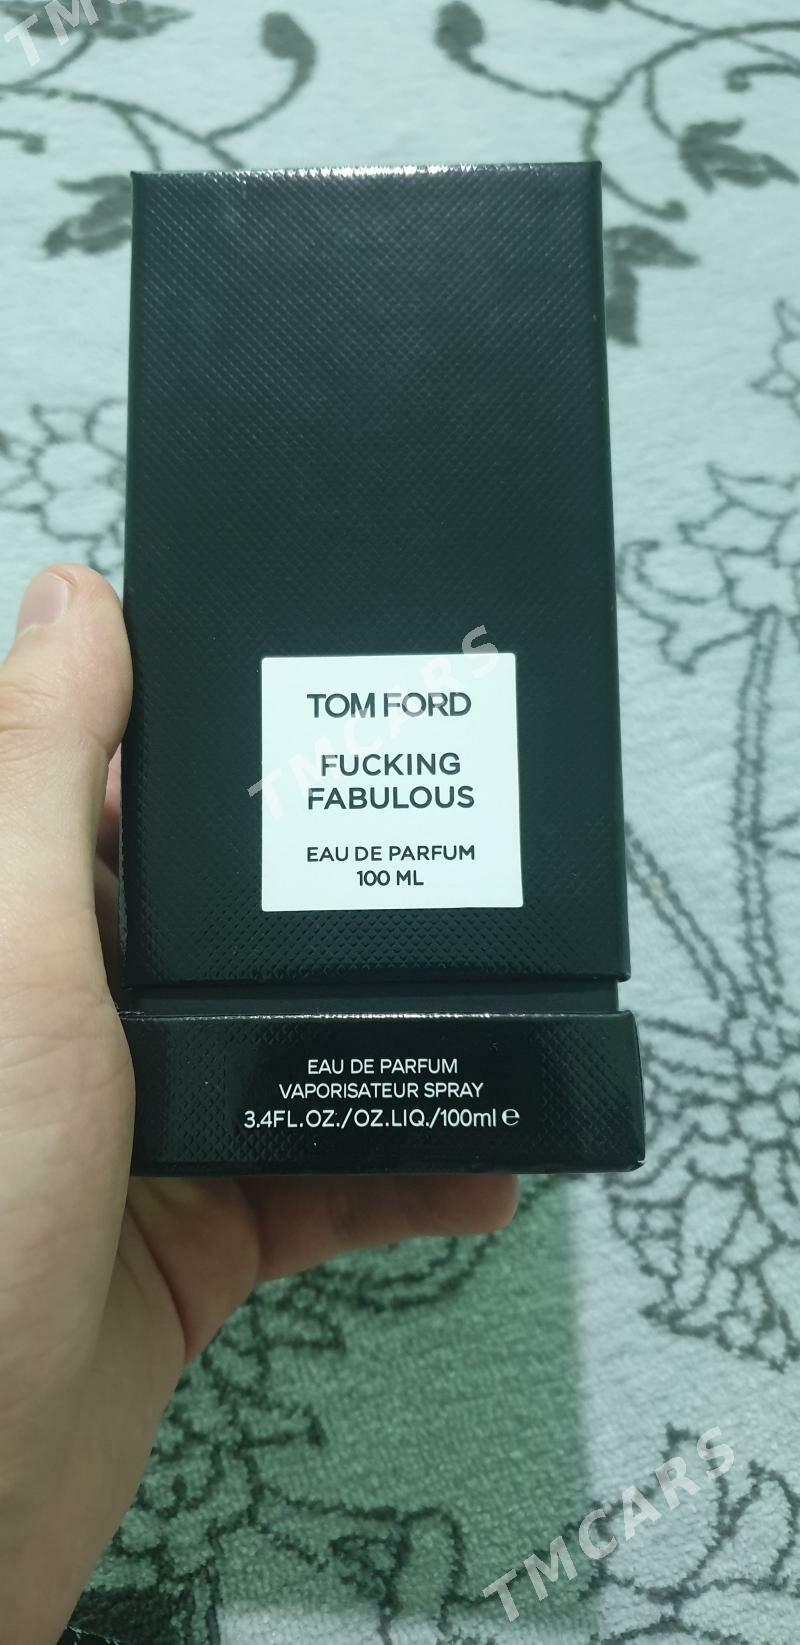 TMCARS
TOM FORD
FUCKING
FABULOUS
EAU DE PARFUM
100 ML
EAU DE PARFUM
VAPORISATEUR SPRAY
3.4FL.OZ./OZ.LIQ./100ml ℮
TMCARS